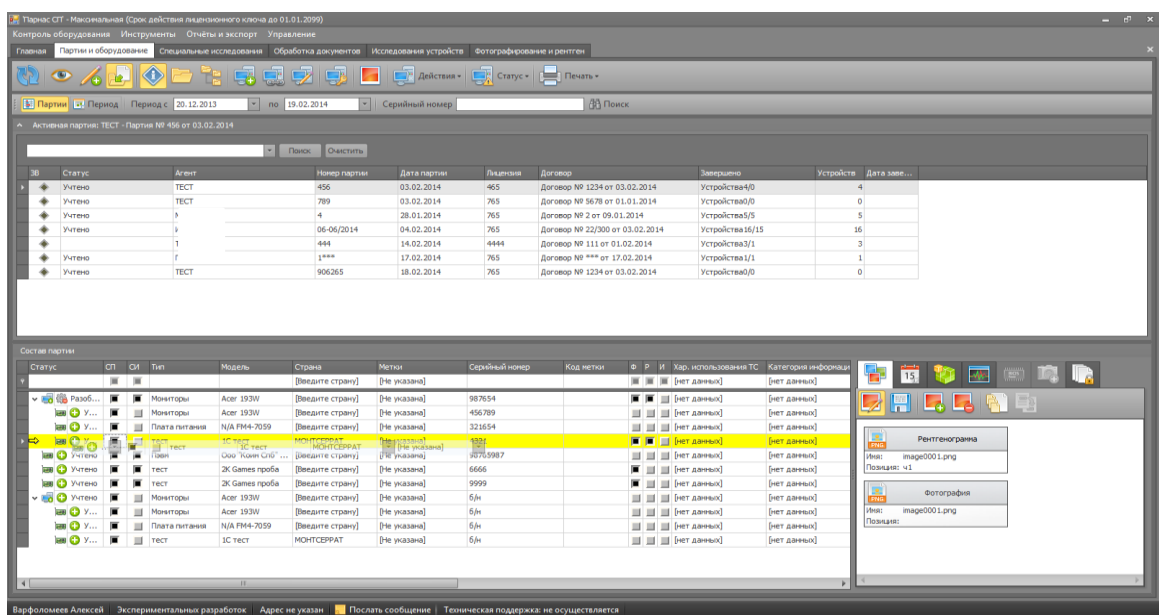 Парнас СІТ - Максимальная (Срок действия лицензионного ключа до 01.01.2099)
Контроль оборудования Инструменты Отчёты и экспорт Управление
Главная Партии и оборудование Специальные исследования Обработка документов Исследования устройств Фотографирование и рентген
Действия Статус Печать
Партии Период Период с 20.12.2013 по 19.02.2014 Серийный номер Поиск
Активная партия: ТЕСТ - Партия № 456 от 03.02.2014
Поиск Очистить
ЗВ Статус Агент Номер партии Дата партии Лицензия Договор Завершено Устройств Дата заве...
Учтено ТЕСТ 456 03.02.2014 465 Договор № 1234 от 03.02.2014 Устройства4/0 4
Учтено ТЕСТ 789 03.02.2014 765 Договор № 5678 от 01.01.2014 Устройства0/0 0
Учтено 4 28.01.2014 765 Договор № 2 от 09.01.2014 Устройства5/5 5
Учтено 06-06/2014 04.02.2014 765 Договор № 22/300 от 03.02.2014 Устройства16/15 16
444 14.02.2014 4444 Договор № 111 от 01.02.2014 Устройства3/1 3
Учтено 1*** 17.02.2014 765 Договор № *** от 17.02.2014 Устройства1/1 1
Учтено ТЕСТ 906265 18.02.2014 765 Договор № 1234 от 03.02.2014 Устройства0/0 0
Состав партии
Статус СП СИ Тип Модель Страна Метки Серийный номер Код метки Ф Р И Хар. использования ТС Категория информаци
[Введите страну] [Не указана] [нет данных] [нет данных]
Разоб... Мониторы Acer 193W [Введите страну] [Не указана] 987654 [нет данных] [нет данных]
У... Мониторы Acer 193W [Введите страну] [Не указана] 456789 [нет данных] [нет данных]
У... Плата питания N/A FM4-7059 [Введите страну] [Не указана] 321654 [нет данных] [нет данных]
У... тест 1С тест МОНТСЕРРАТ [Не указана] [нет данных] [нет данных]
тест 1С тест МОНТСЕРРАТ [Не указана]
Учтено [Введите страну] [Не указана] 98765987 [нет данных] [нет данных]
Учтено тест 2K Games проба [Введите страну] [Не указана] 6666 [нет данных] [нет данных]
Учтено тест 2K Games проба [Введите страну] [Не указана] 9999 [нет данных] [нет данных]
Учтено Мониторы Acer 193W [Введите страну] [Не указана] б/н [нет данных] [нет данных]
У... Мониторы Acer 193W [Введите страну] [Не указана] б/н [нет данных] [нет данных]
У... Плата питания N/A FM4-7059 [Введите страну] [Не указана] б/н [нет данных] [нет данных]
У... тест 1С тест МОНТСЕРРАТ [Не указана] б/н [нет данных] [нет данных]
15
PNG Рентгенограмма
Имя: image0001.png
Позиция: ч1
PNG Фотография
Имя: image0001.png
Позиция:
Варфоломеев Алексей Экспериментальных разработок Адрес не указан Послать сообщение Техническая поддержка: не осуществляется